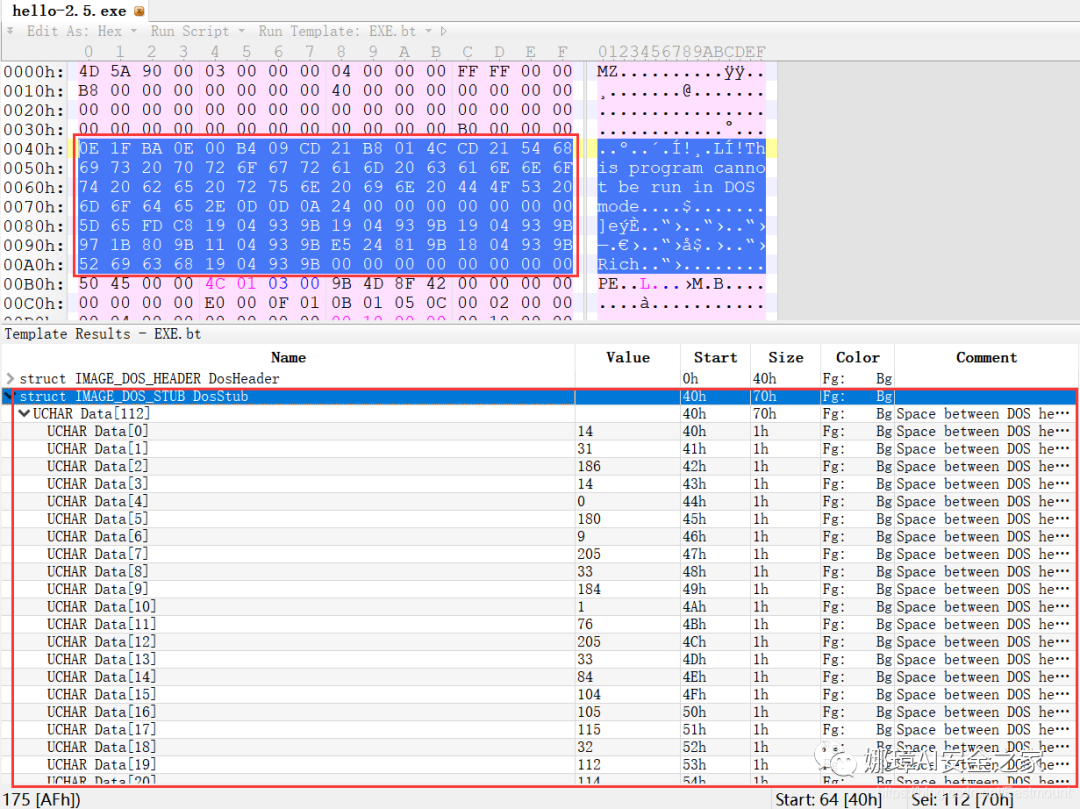 hello-2.5.exe
Edit As: Hex Run Script Run Template: EXE.bt
0 1 2 3 4 5 6 7 8 9 A B C D E F 0123456789ABCDEF
0000h: 4D 5A 90 00 03 00 00 00 04 00 00 00 FF FF 00 00 MZ..........ÿÿ..
0010h: B8 00 00 00 00 00 00 00 40 00 00 00 00 00 00 00 ¸.......@.......
0020h: 00 00 00 00 00 00 00 00 00 00 00 00 00 00 00 00 ................
0030h: 00 00 00 00 00 00 00 00 00 00 00 00 B0 00 00 00 ............°...
0040h: 0E 1F BA 0E 00 B4 09 CD 21 B8 01 4C CD 21 54 68 ..º..´.Í!¸.LÍ!Th
0050h: 69 73 20 70 72 6F 67 72 61 6D 20 63 61 6E 6E 6F is program canno
0060h: 74 20 62 65 20 72 75 6E 20 69 6E 20 44 4F 53 20 t be run in DOS
0070h: 6D 6F 64 65 2E 0D 0D 0A 24 00 00 00 00 00 00 00 mode....$.......
0080h: 5D 65 FD C8 19 04 93 9B 19 04 93 9B 19 04 93 9B ]eýÈ..“›..“›..“›
0090h: 97 1B 80 9B 11 04 93 9B E5 24 81 9B 18 04 93 9B —.€›..“›å$.›..“›
00A0h: 52 69 63 68 19 04 93 9B 00 00 00 00 00 00 00 00 Rich..“›........
00B0h: 50 45 00 00 4C 01 03 00 9B 4D 8F 42 00 00 00 00 PE..L...›M.B....
00C0h: 00 00 00 00 E0 00 0F 01 0B 01 05 0C 00 02 00 00 ....à...........
Template Results - EXE.bt
Name Value Start Size Color Comment
struct IMAGE_DOS_HEADER DosHeader 0h 40h Fg: Bg
struct IMAGE_DOS_STUB DosStub 40h 70h Fg: Bg
UCHAR Data[112] 40h 70h Fg: Bg Space between DOS he···
UCHAR Data[0] 14 40h 1h Fg: Bg Space between DOS he···
UCHAR Data[1] 31 41h 1h Fg: Bg Space between DOS he···
UCHAR Data[2] 186 42h 1h Fg: Bg Space between DOS he···
UCHAR Data[3] 14 43h 1h Fg: Bg Space between DOS he···
UCHAR Data[4] 0 44h 1h Fg: Bg Space between DOS he···
UCHAR Data[5] 180 45h 1h Fg: Bg Space between DOS he···
UCHAR Data[6] 9 46h 1h Fg: Bg Space between DOS he···
UCHAR Data[7] 205 47h 1h Fg: Bg Space between DOS he···
UCHAR Data[8] 33 48h 1h Fg: Bg Space between DOS he···
UCHAR Data[9] 184 49h 1h Fg: Bg Space between DOS he···
UCHAR Data[10] 1 4Ah 1h Fg: Bg Space between DOS he···
UCHAR Data[11] 76 4Bh 1h Fg: Bg Space between DOS he···
UCHAR Data[12] 205 4Ch 1h Fg: Bg Space between DOS he···
UCHAR Data[13] 33 4Dh 1h Fg: Bg Space between DOS he···
UCHAR Data[14] 84 4Eh 1h Fg: Bg Space between DOS he···
UCHAR Data[15] 104 4Fh 1h Fg: Bg Space between DOS he···
UCHAR Data[16] 105 50h 1h Fg: Bg Space between DOS he···
UCHAR Data[17] 115 51h 1h Fg: Bg Space between DOS he···
UCHAR Data[18] 32 52h 1h Fg: Bg Space between DOS he···
UCHAR Data[19] 112 53h 1h Fg: Bg Space between DOS he···
UCHAR Data[20] 114 54h 1h Fg: Bg Space between DOS he···
娜璋AI安全之家
175 [AFh]) Start: 64 [40h] Sel: 112 [70h]